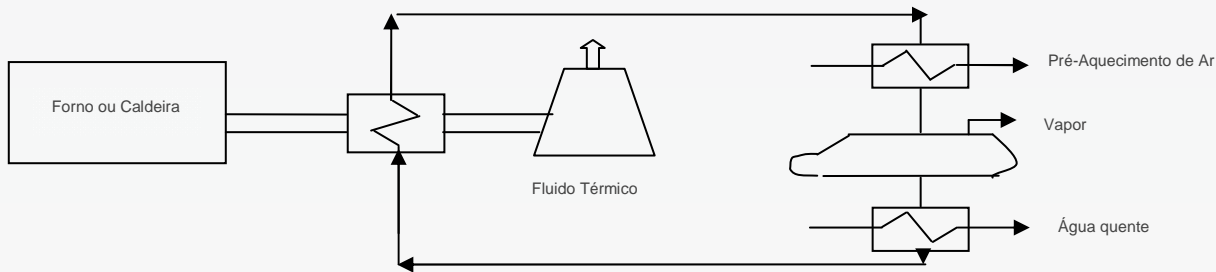 Forno ou Caldeira
Fluido Térmico
Pré-Aquecimento de Ar
Vapor
Água quente